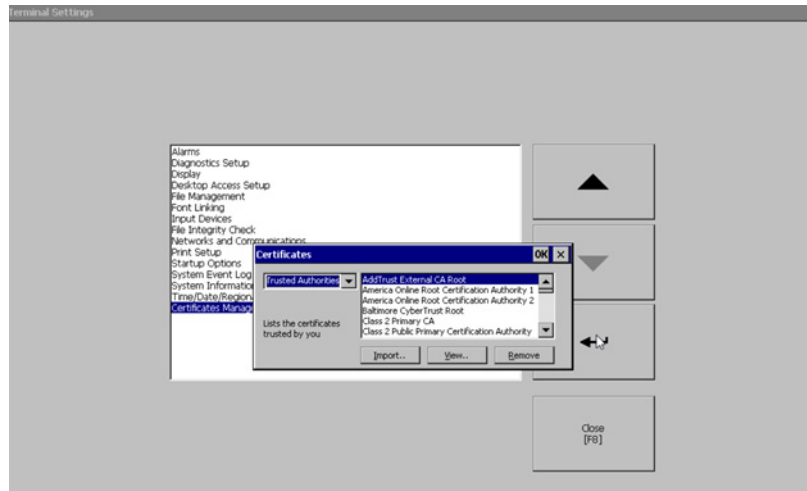 Terminal Settings
Alarms
Diagnostics Setup
Display
Desktop Access Setup
File Management
Font Linking
Input Devices
File Integrity Check
Networks and Communications
Print Setup
Startup Options
System Event Log
System Information
Time/Date/Region
Certificates Manag
Certificates
OK
Trusted Authorities
Lists the certificates
trusted by you
AddTrust External CA Root
America Online Root Certification Authority 1
America Online Root Certification Authority 2
Baltimore CyberTrust Root
Class 2 Primary CA
Class 2 Public Primary Certification Authority
Import..
View..
Remove
Close
[F8]